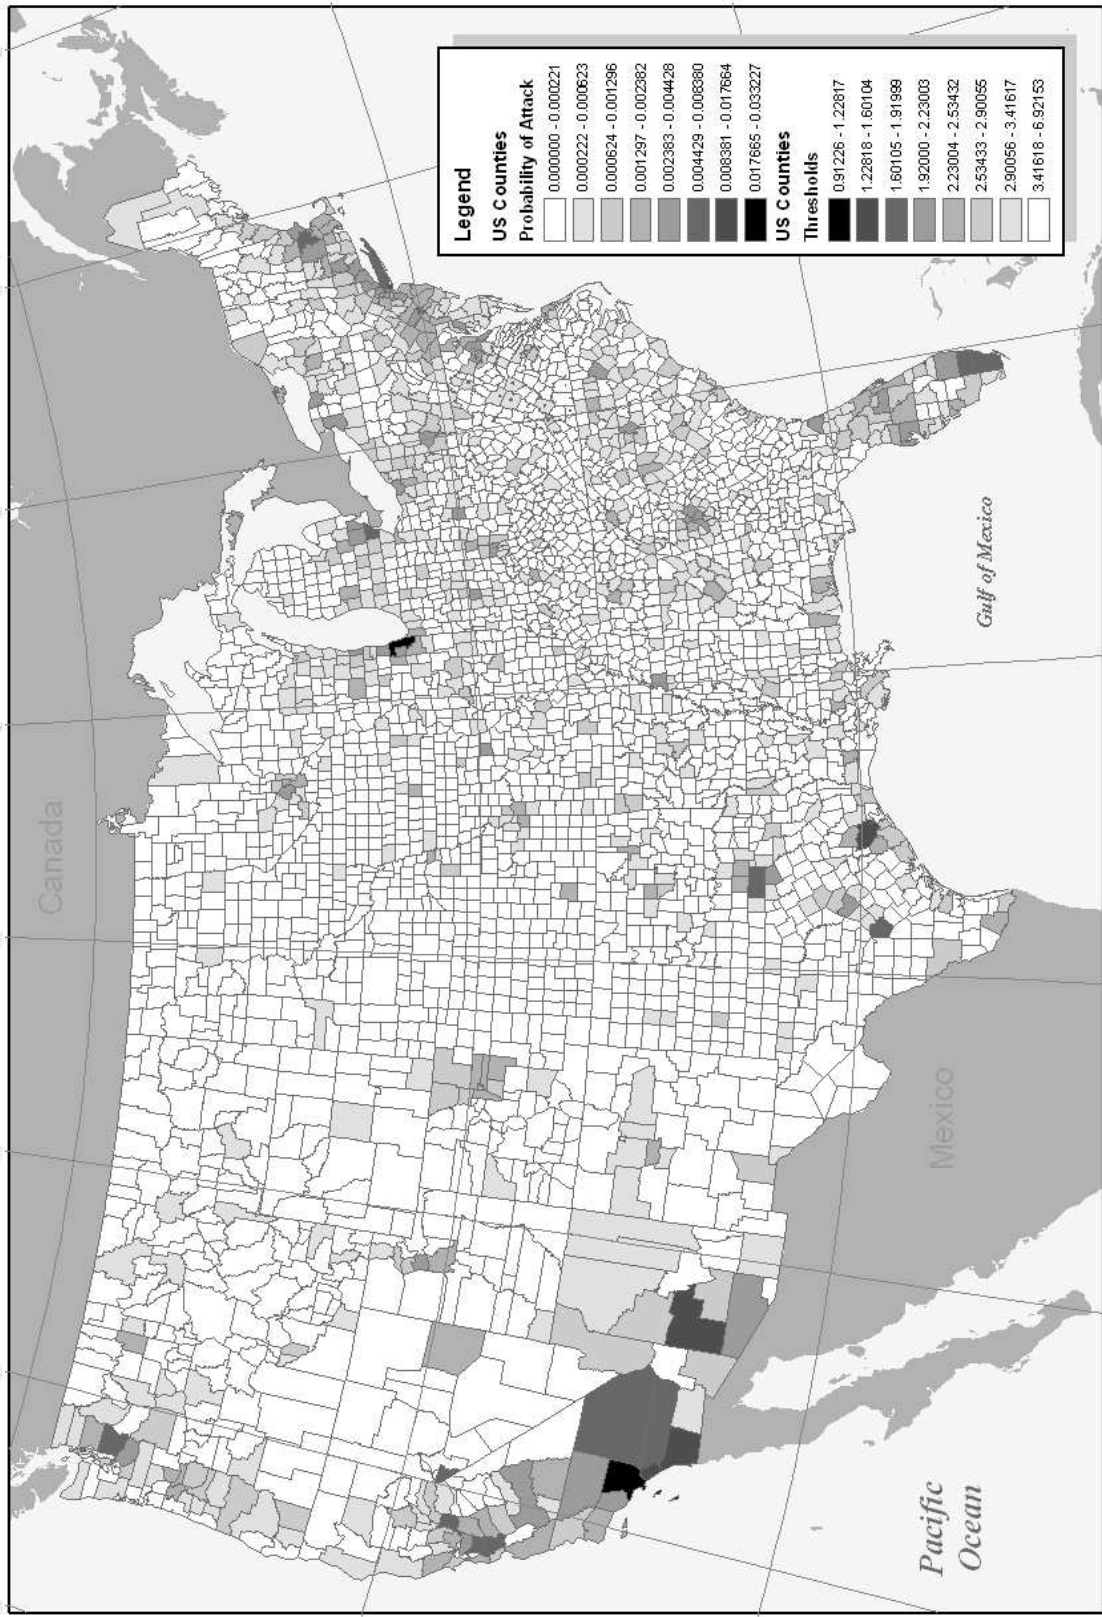 Canada
Mexico
Gulf of Mexico
Pacific
Ocean
Legend
US Counties
Probability of Attack
0.000000 - 0.000221
0.000222 - 0.000623
0.000624 - 0.001296
0.001297 - 0.002382
0.002383 - 0.004428
0.004429 - 0.008380
0.008381 - 0.017664
0.017665 - 0.033227
US Counties
Thresholds
0.91226 - 1.22817
1.22818 - 1.60104
1.60105 - 1.91999
1.92000 - 2.23003
2.23004 - 2.53432
2.53433 - 2.90055
2.90056 - 3.41617
3.41618 - 6.92153